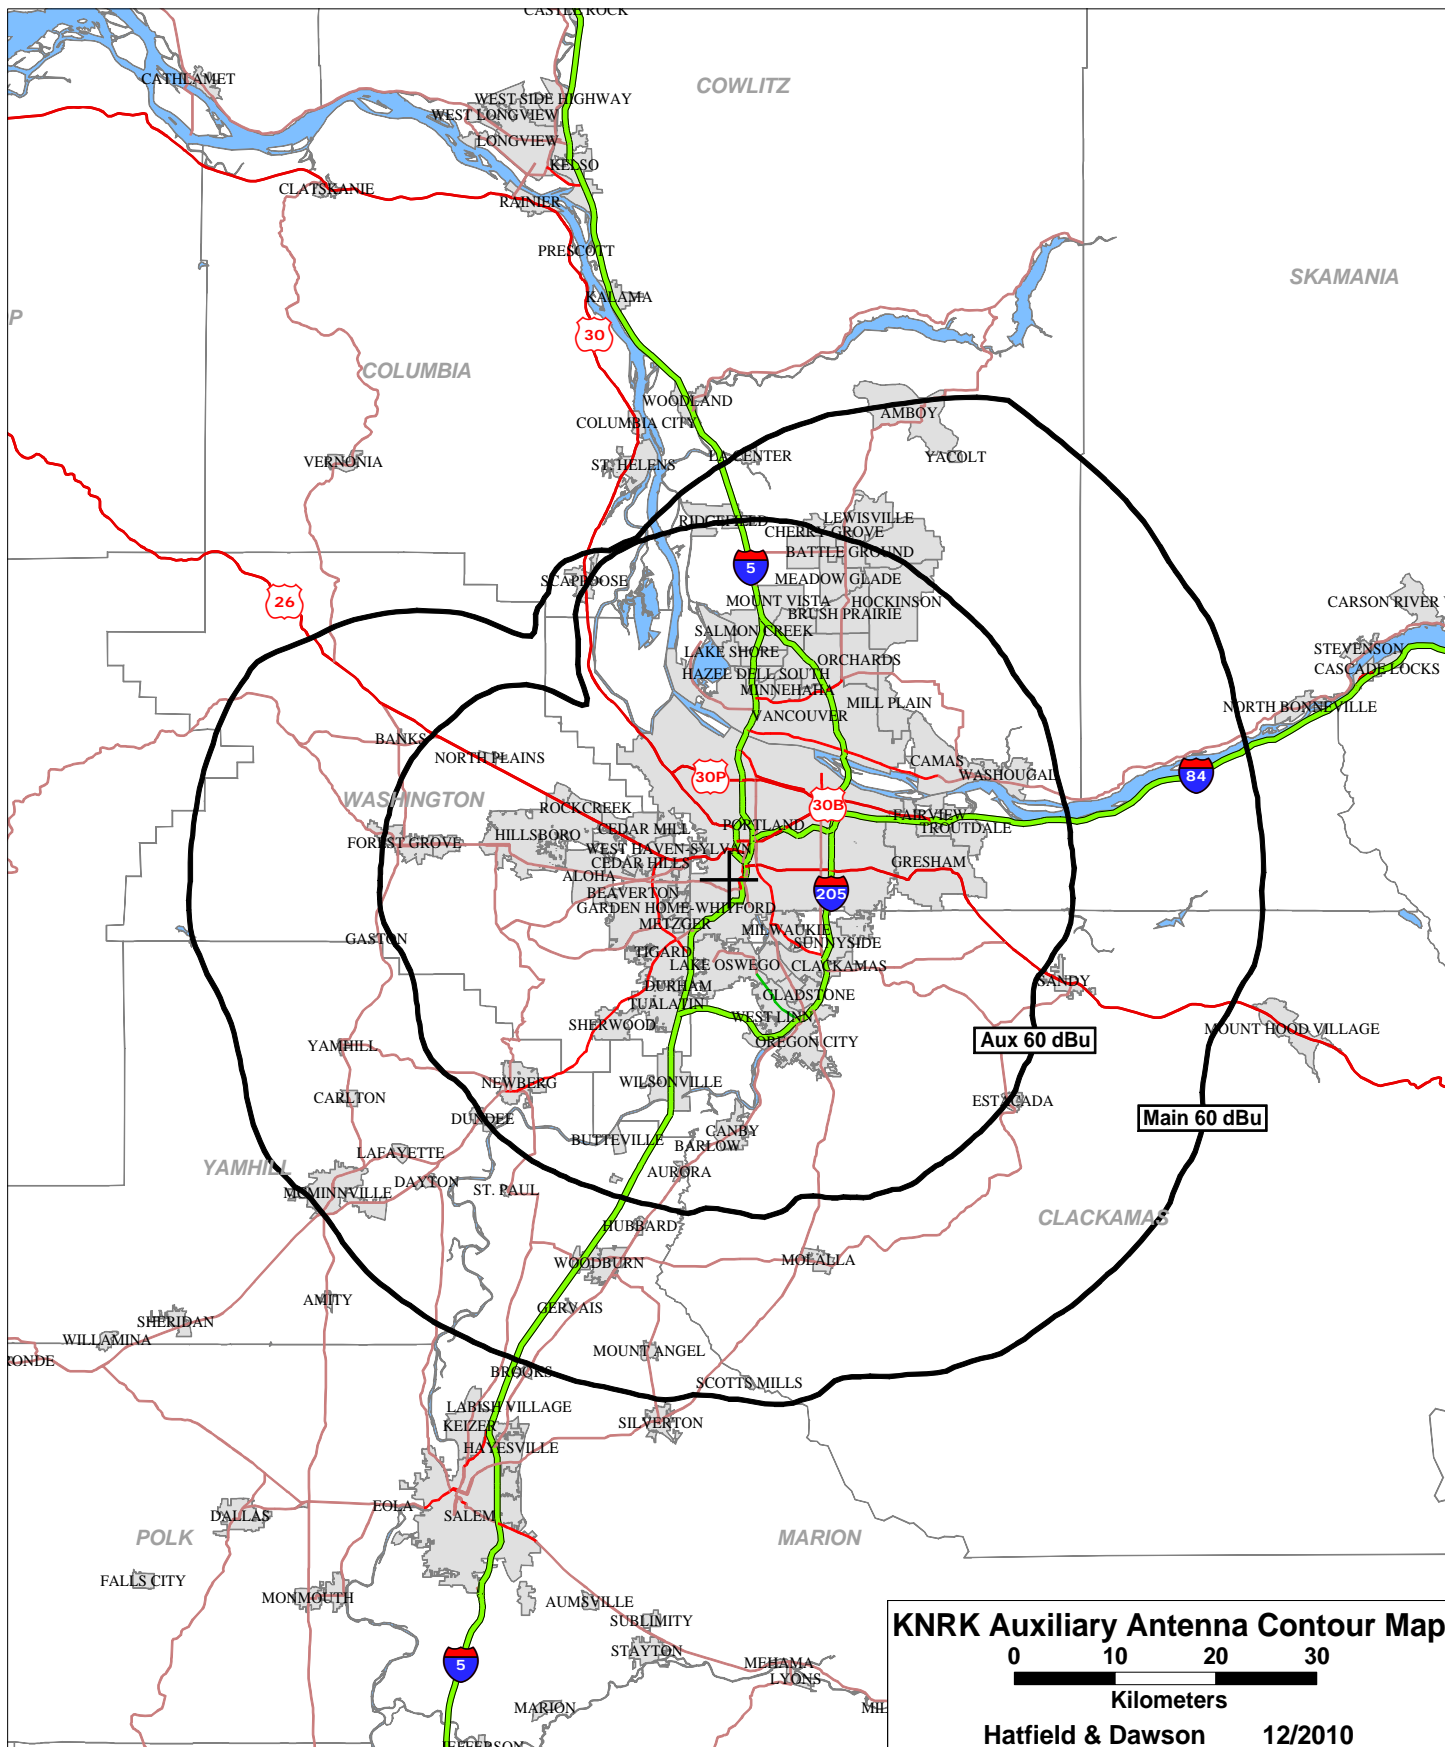 CASTLE ROCK
CATHLAMET
COWLITZ
WEST SIDE HIGHWAY
WEST LONGVIEW
LONGVIEW
KELSO
CLATSKANIE
RAINIER
PRESCOTT
SKAMANIA
KALAMA
P
30
COLUMBIA
WOODLAND
AMBOY
COLUMBIA CITY
LA CENTER
YACOLT
VERNONIA
ST. HELENS
RIDGEFIELD
LEWISVILLE
CHERRY GROVE
BATTLE GROUND
5
SCAPPOOSE
MEADOW GLADE
26
MOUNT VISTA
HOCKINSON
BRUSH PRAIRIE
CARSON RIVER
SALMON CREEK
LAKE SHORE
ORCHARDS
STEVENSON
CASCADE LOCKS
HAZEL DELL SOUTH
MINNEHAHA
MILL PLAIN
NORTH BONNEVILLE
VANCOUVER
BANKS
NORTH PLAINS
CAMAS
WASHOUGAL
30P
84
WASHINGTON
ROCKCREEK
30B
FAIRVIEW
HILLSBORO
CEDAR MILL
PORTLAND
TROUTDALE
FOREST GROVE
WEST HAVEN-SYLVAN
CEDAR HILLS
GRESHAM
ALOHA
BEAVERTON
205
GARDEN HOME-WHITFORD
METZGER
MILWAUKIE
GASTON
SUNNYSIDE
TIGARD
LAKE OSWEGO
CLACKAMAS
SANDY
DURHAM
GLADSTONE
TUALATIN
WEST LINN
SHERWOOD
MOUNT HOOD VILLAGE
Aux 60 dBu
OREGON CITY
YAMHILL
NEWBERG
WILSONVILLE
CARLTON
ESTACADA
DUNDEE
Main 60 dBu
CANBY
BUTTEVILLE
BARLOW
LAFAYETTE
YAMHILL
AURORA
DAYTON
MCMINNVILLE
ST. PAUL
CLACKAMAS
HUBBARD
WOODBURN
MOLALLA
AMITY
GERVAIS
SHERIDAN
WILLAMINA
MOUNT ANGEL
RONDE
BROOKS
SCOTTS MILLS
LABISH VILLAGE
KEIZER
SILVERTON
HAYESVILLE
EOLA
DALLAS
SALEM
POLK
MARION
FALLS CITY
MONMOUTH
AUMSVILLE
SUBLIMITY
STAYTON
5
MEHAMA
LYONS
MARION
MIL
JEFFERSON
KNRK Auxiliary Antenna Contour Map
0 10 20 30
Kilometers
Hatfield & Dawson 12/2010